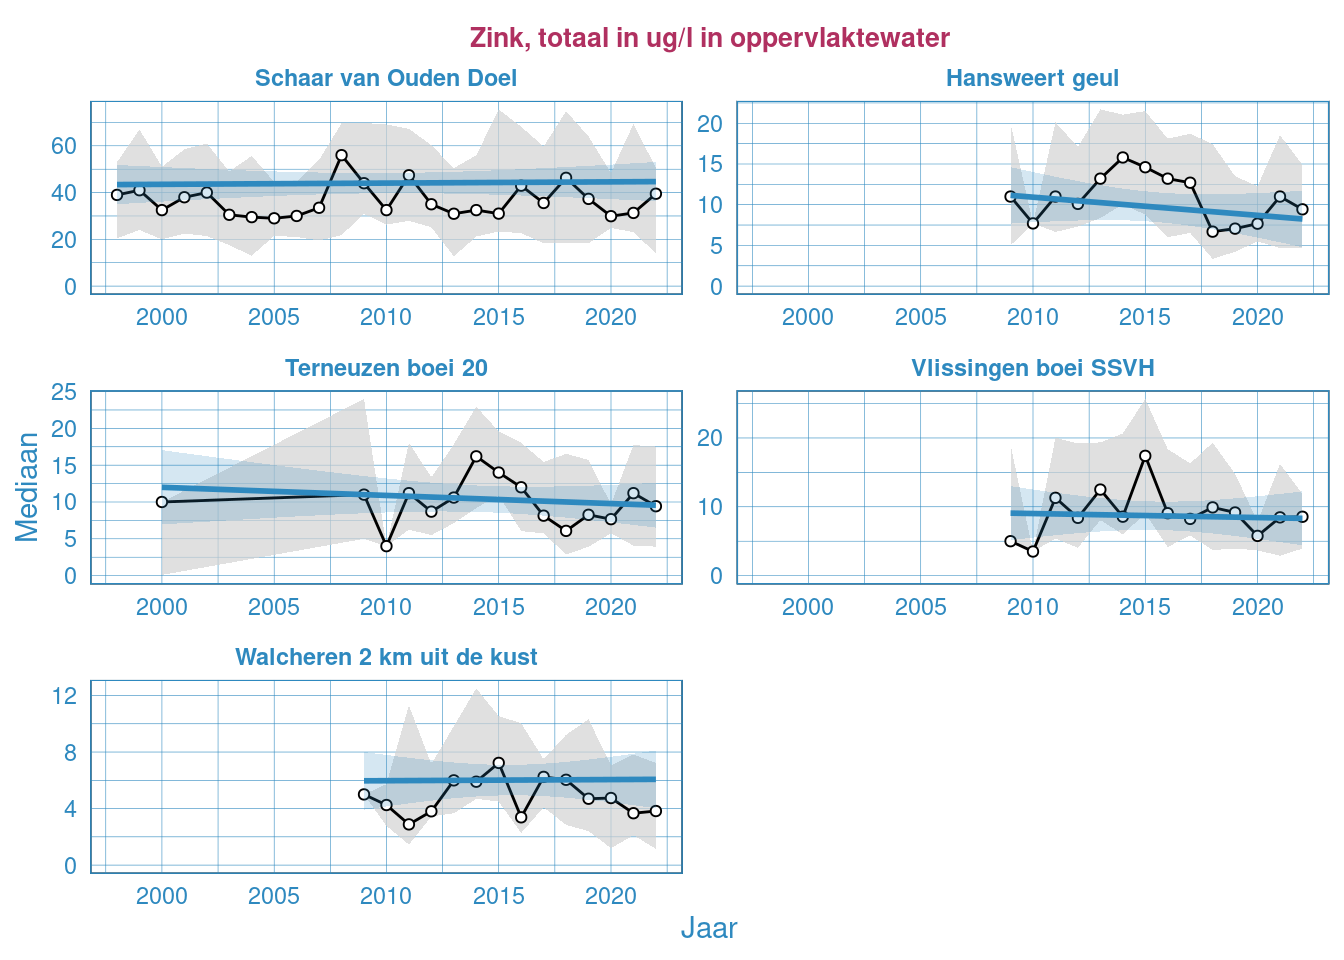 Zink, totaal in ug/l in oppervlaktewater
Schaar van Ouden Doel
Hansweert geul
60
40
20
0
20
15
10
5
0
2000 2005 2010 2015 2020
2000 2005 2010 2015 2020
Terneuzen boei 20
Vlissingen boei SSVH
Mediaan
25
20
15
10
5
0
20
10
0
2000 2005 2010 2015 2020
2000 2005 2010 2015 2020
Walcheren 2 km uit de kust
12
8
4
0
2000 2005 2010 2015 2020
Jaar